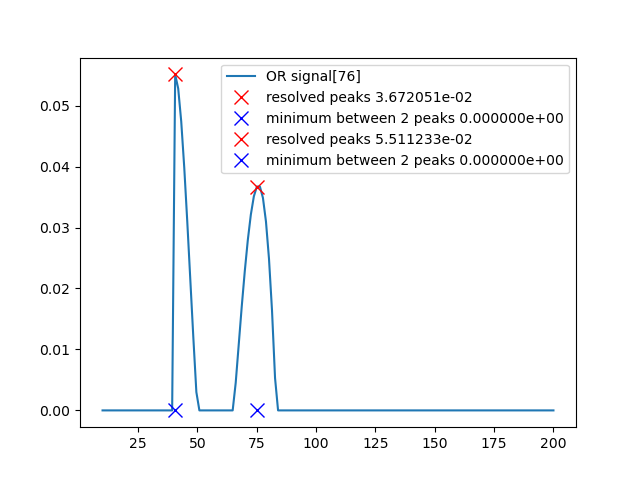 OR signal[76]
resolved peaks 3.672051e-02
minimum between 2 peaks 0.000000e+00
resolved peaks 5.511233e-02
minimum between 2 peaks 0.000000e+00
0.05
0.04
0.03
0.02
0.01
0.00
25 50 75 100 125 150 175 200